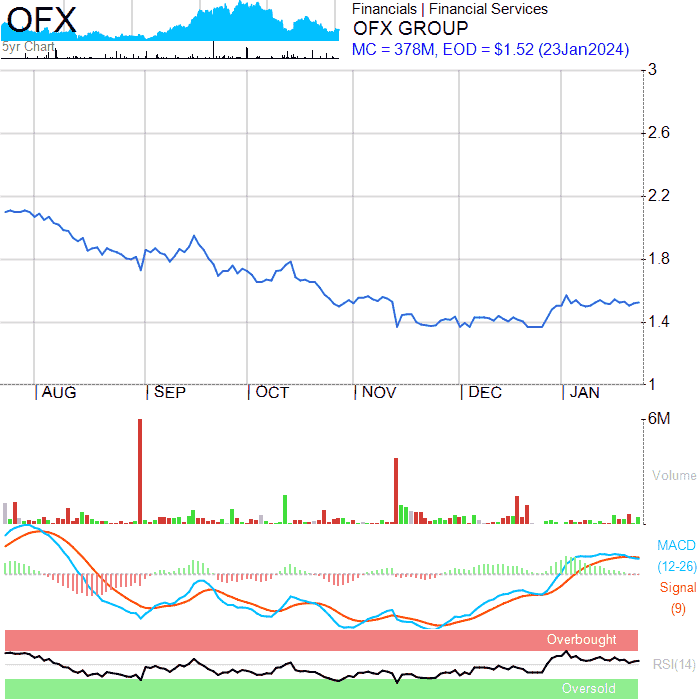 OFX
5yr Chart
Financials | Financial Services
OFX GROUP
MC = 378M, EOD = $1.52 (23Jan2024)
3
2.6
2.2
1.8
1.4
1
AUG SEP OCT NOV DEC JAN
6M
Volume
MACD
(12-26)
Signal
(9)
Overbought
RSI(14)
Oversold